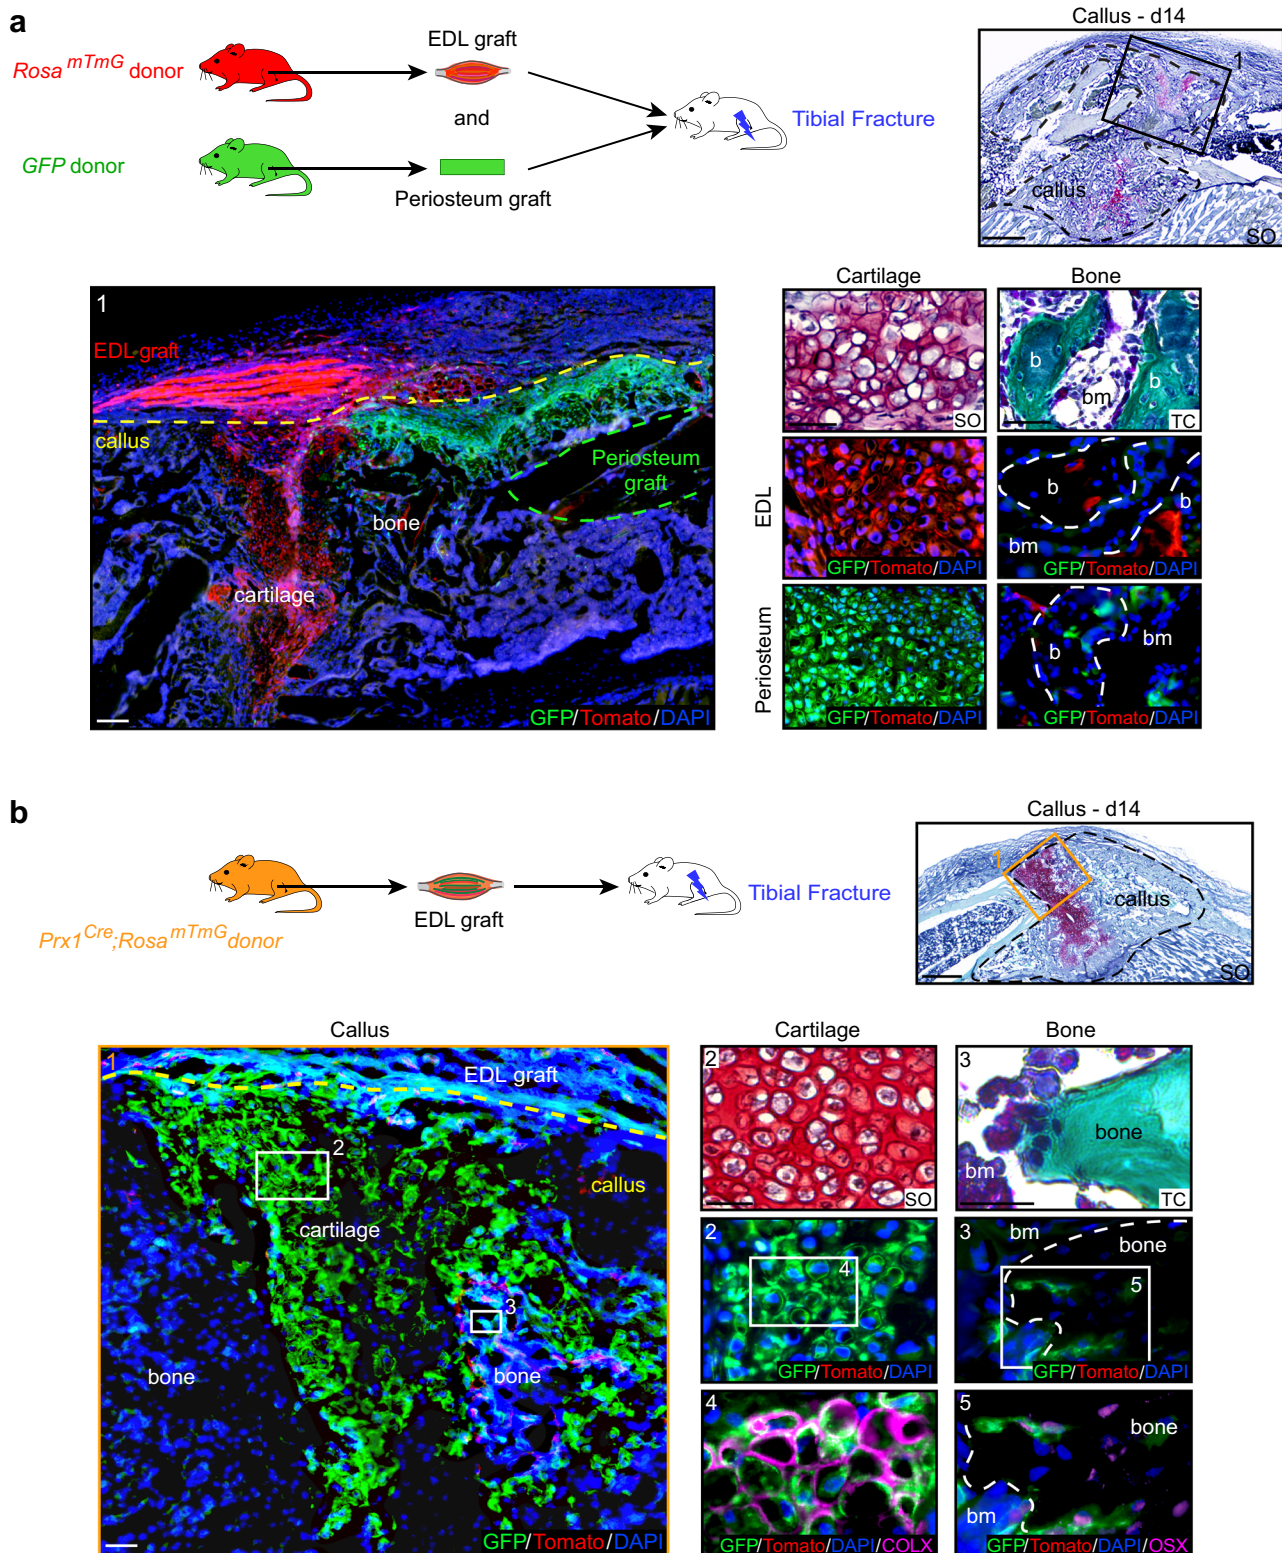 a
Rosa mTmG donor
EDL graft
and
GFP donor
Periosteum graft
Tibial Fracture
Callus - d14
1
callus
SO
1
EDL graft
callus
Periosteum
graft
bone
cartilage
GFP/Tomato/DAPI
Cartilage
Bone
SO
b
b
bm
TC
EDL
GFP/Tomato/DAPI
b
b
bm
GFP/Tomato/DAPI
Periosteum
GFP/Tomato/DAPI
b
bm
GFP/Tomato/DAPI
b
Prx1Cre;Rosa mTmG donor
EDL graft
Tibial Fracture
Callus - d14
1
callus
SO
Callus
1
EDL graft
2
callus
cartilage
3
bone
bone
GFP/Tomato/DAPI
Cartilage
Bone
2
SO
3
bone
bm
TC
2
4
GFP/Tomato/DAPI
3
bm
bone
5
GFP/Tomato/DAPI
4
GFP/Tomato/DAPI/COLX
5
bone
bm
GFP/Tomato/DAPI/OSX